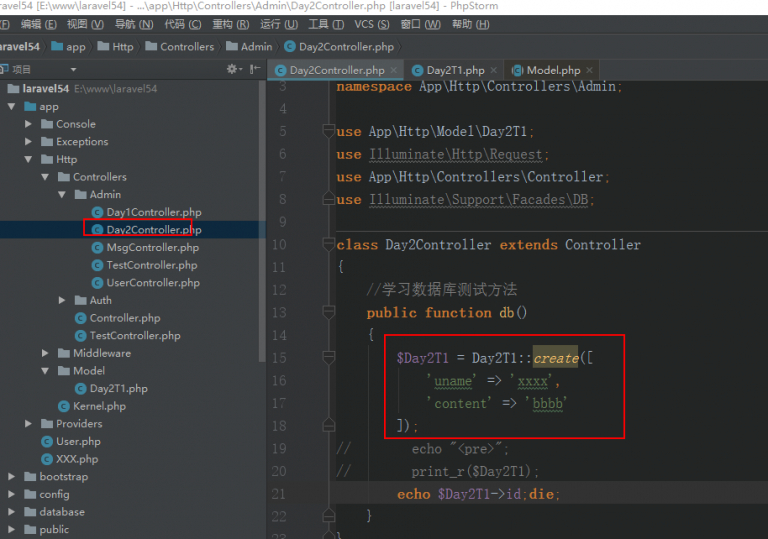 laravel54 [E:\www\laravel54] - ...\app\Http\Controllers\Admin\Day2Controller.php [laravel54] - PhpStorm
编辑 (E) 视图 (V) 导航 (N) 代码 (C) 重构 (R) 运行 (U) 工具 (T) VCS (S) 窗口 (W) 帮助 (H)
aravel54 app Http Controllers Admin Day2Controller.php
项目
Day2Controller.php Day2T1.php Model.php
laravel54 E:\www\laravel54
app
Console
Exceptions
Http
Controllers
Admin
Day1Controller.php
Day2Controller.php
MsgController.php
TestController.php
UserController.php
Auth
Controller.php
TestController.php
Middleware
Model
Day2T1.php
Kernel.php
Providers
User.php
XXX.php
bootstrap
config
database
public
3 namespace App\Http\Controllers\Admin;
4
5 use App\Http\Model\Day2T1;
6 use Illuminate\Http\Request;
7 use App\Http\Controllers\Controller;
8 use Illuminate\Support\Facades\DB;
9
10 class Day2Controller extends Controller
11 {
12 //学习数据库测试方法
13 public function db()
14 {
15 $Day2T1 = Day2T1::create([
16 'uname' => 'xxxx',
17 'content' => 'bbbb'
18 ]);
19 // echo "<pre>";
20 // print_r($Day2T1);
21 echo $Day2T1->id;die;
22 }
}